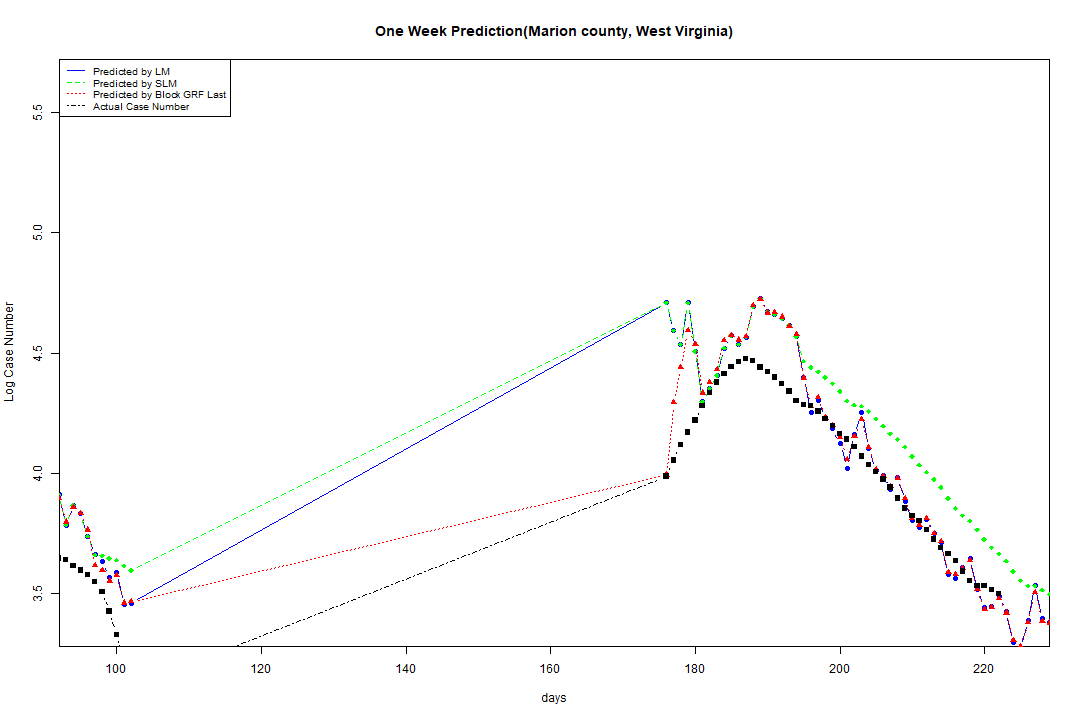 One Week Prediction(Marion county, West Virginia)
Predicted by LM
Predicted by SLM
Predicted by Block GRF Last
Actual Case Number
5.5
5.0
4.5
4.0
3.5
Log Case Number
100 120 140 160 180 200 220
days